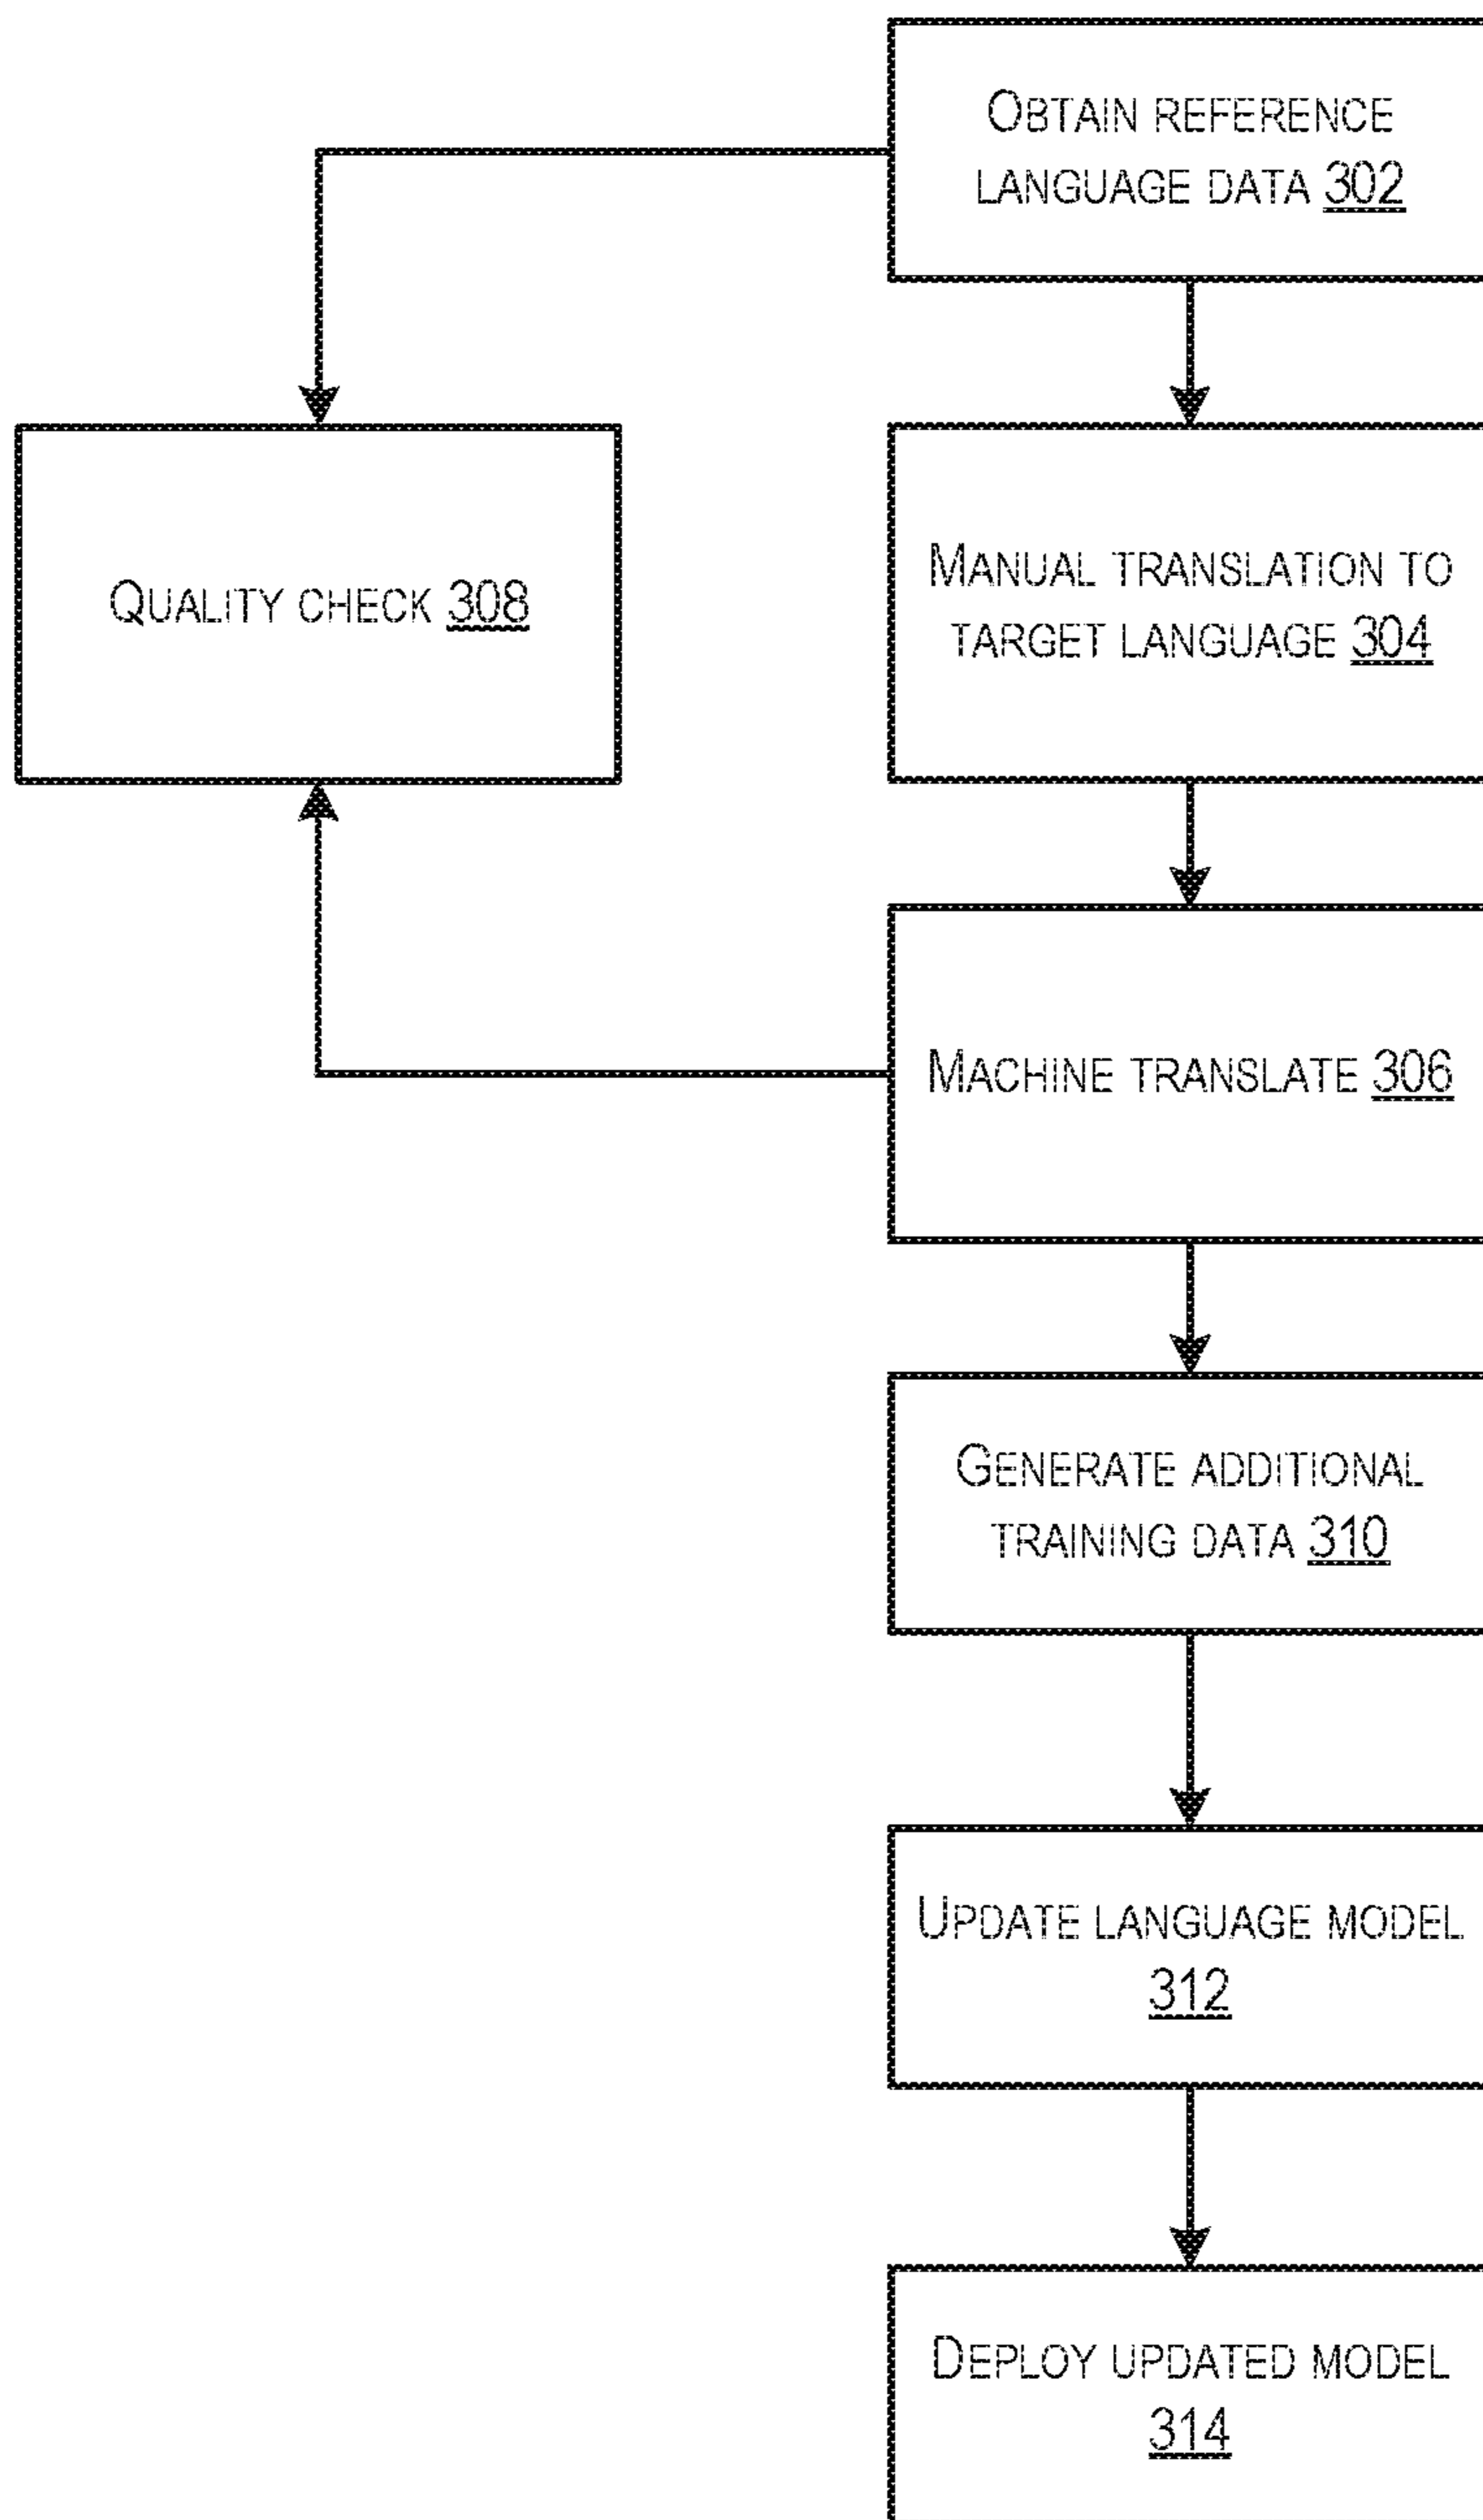 OBTAIN REFERENCE
LANGUAGE DATA 302
QUALITY CHECK 308
MANUAL TRANSLATION TO
TARGET LANGUAGE 304
MACHINE TRANSLATE 306
GENERATE ADDITIONAL
TRAINING DATA 310
UPDATE LANGUAGE MODEL
312
DEPLOY UPDATED MODEL
314